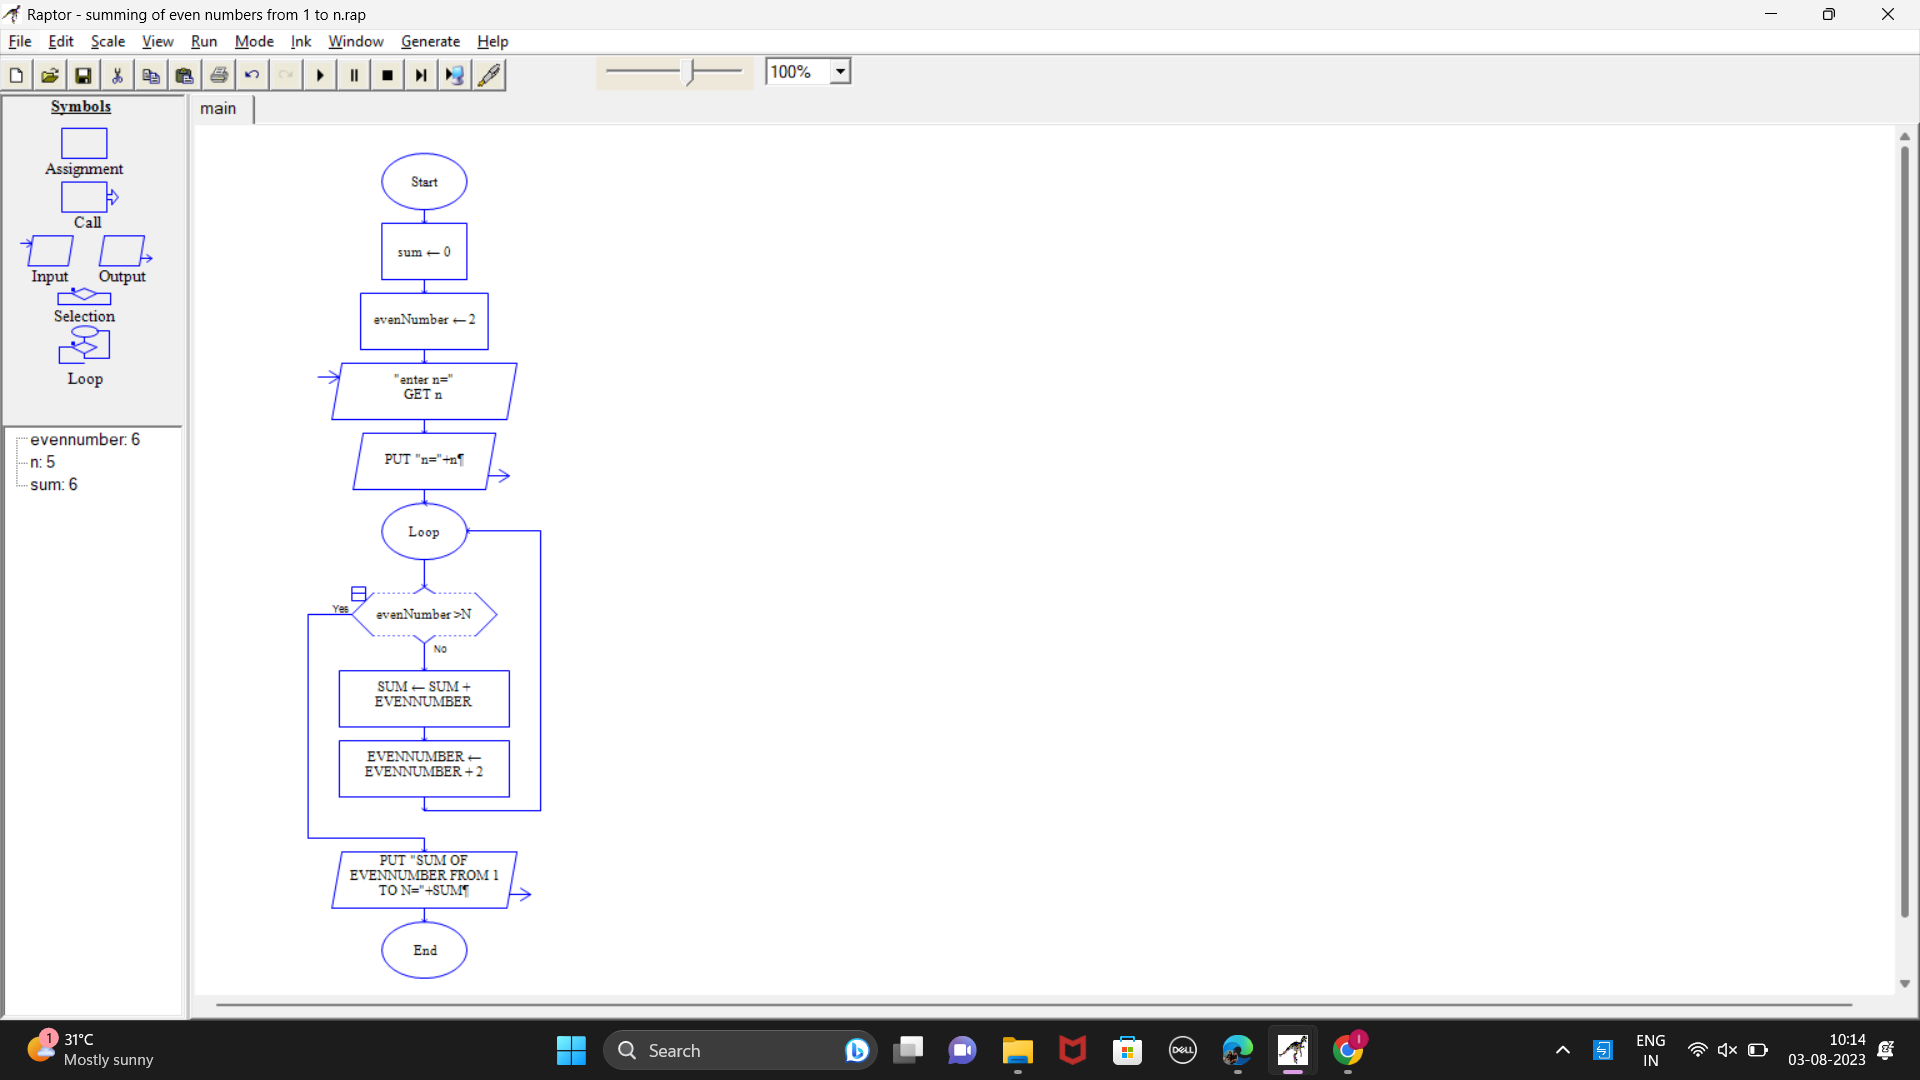 Raptor - summing of even numbers from 1 to n.rap
File Edit Scale View Run Mode Ink Window Generate Help
100%
Symbols
Assignment
Call
Input Output
Selection
Loop
evennumber: 6
n: 5
sum: 6
main
Start
sum ← 0
evenNumber ← 2
"enter n="
GET n
PUT "n="+n¶
Loop
Yes
evenNumber >N
No
SUM ← SUM +
EVENNUMBER
EVENNUMBER ←
EVENNUMBER + 2
PUT "SUM OF
EVENNUMBER FROM 1
TO N="+SUM¶
End
1
31°C
Mostly sunny
Search
DELL
I
ENG
IN
10:14
03-08-2023